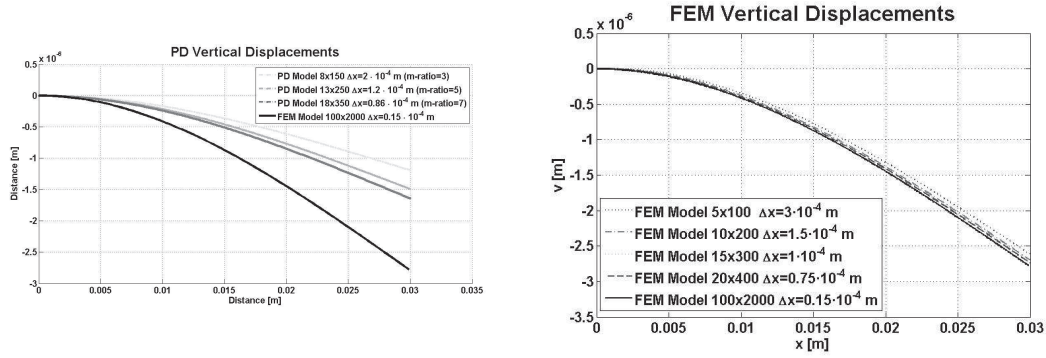 PD Vertical Displacements
x 10-6
0.5
0
-0.5
-1
-1.5
-2
-2.5
-3
Distance [m]
0 0.005 0.01 0.015 0.02 0.025 0.03 0.035
Distance [m]
PD Model 8x150 Δx=2 · 10-4 m (m-ratio=3)
PD Model 13x250 Δx=1.2 · 10-4 m (m-ratio=5)
PD Model 18x350 Δx=0.86 · 10-4 m (m-ratio=7)
FEM Model 100x2000 Δx=0.15 · 10-4 m
FEM Vertical Displacements
x 10-6
0.5
0
-0.5
-1
-1.5
-2
-2.5
-3
-3.5
v [m]
0 0.005 0.01 0.015 0.02 0.025 0.03
x [m]
FEM Model 5x100 Δx=3·10-4 m
FEM Model 10x200 Δx=1.5·10-4 m
FEM Model 15x300 Δx=1·10-4 m
FEM Model 20x400 Δx=0.75·10-4 m
FEM Model 100x2000 Δx=0.15·10-4 m